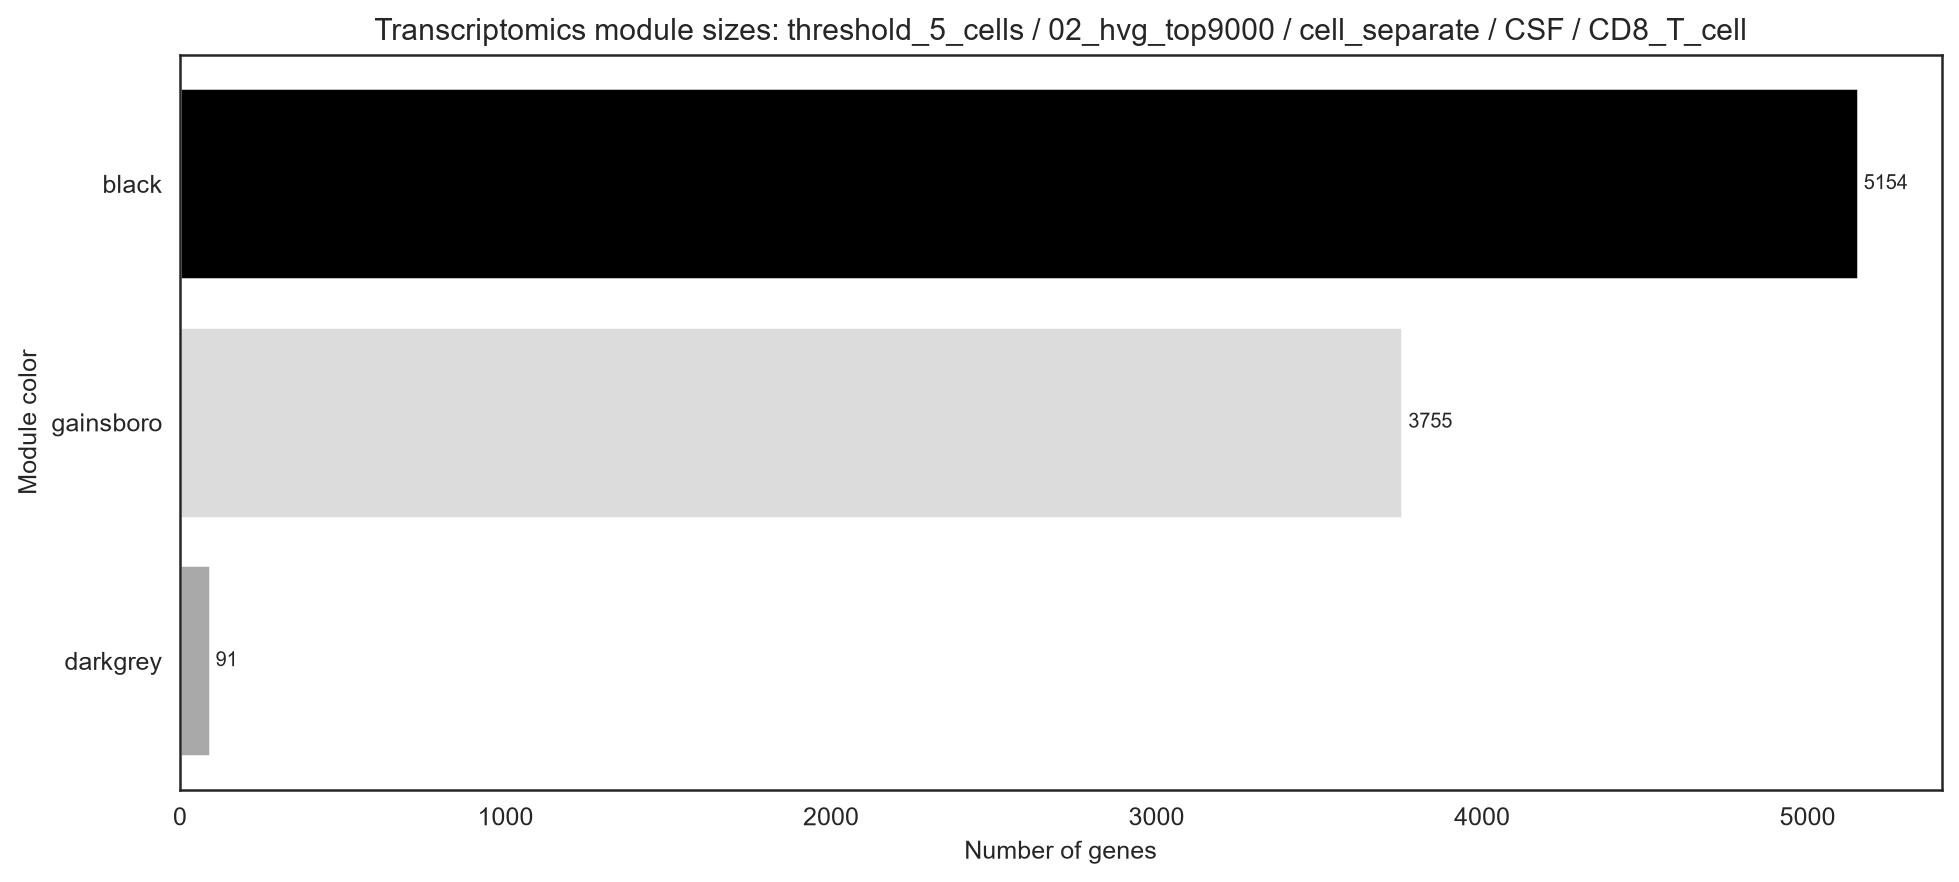 Transcriptomics module sizes: threshold_5_cells / 02_hvg_top9000 / cell_separate / CSF / CD8_T_cell
Module color
black
5154
gainsboro
3755
darkgrey
91
0 1000 2000 3000 4000 5000
Number of genes